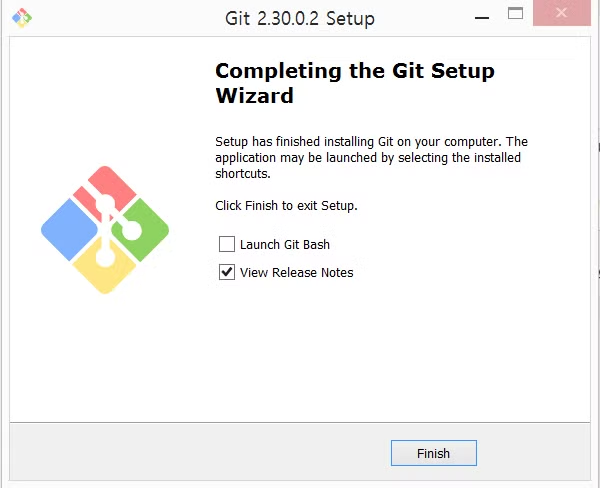 Git 2.30.0.2 Setup
Completing the Git Setup
Wizard
Setup has finished installing Git on your computer. The
application may be launched by selecting the installed
shortcuts.
Click Finish to exit Setup.
Launch Git Bash
View Release Notes
Finish